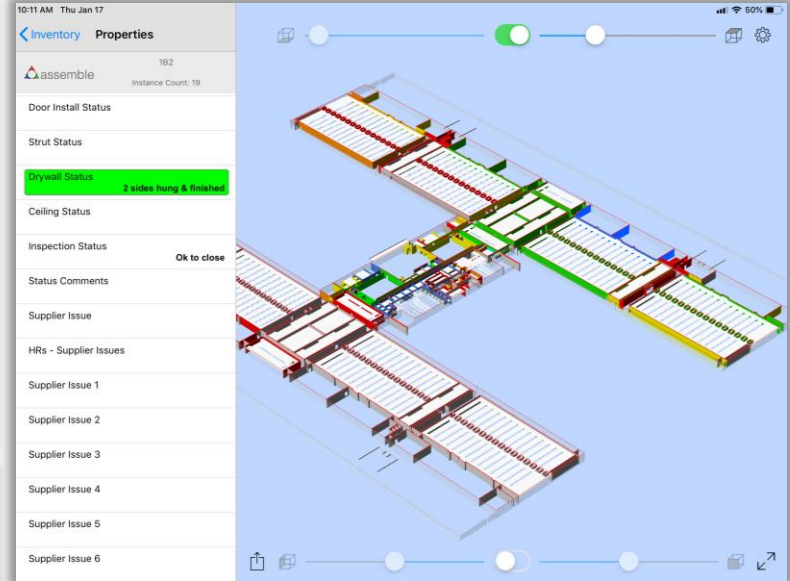 10:11 AM Thu Jan 17
50%
Inventory Properties
assemble
1B2
Instance Count: 19
Door Install Status
Strut Status
Drywall Status
2 sides hung & finished
Ceiling Status
Inspection Status
Ok to close
Status Comments
Supplier Issue
HRs - Supplier Issues
Supplier Issue 1
Supplier Issue 2
Supplier Issue 3
Supplier Issue 4
Supplier Issue 5
Supplier Issue 6